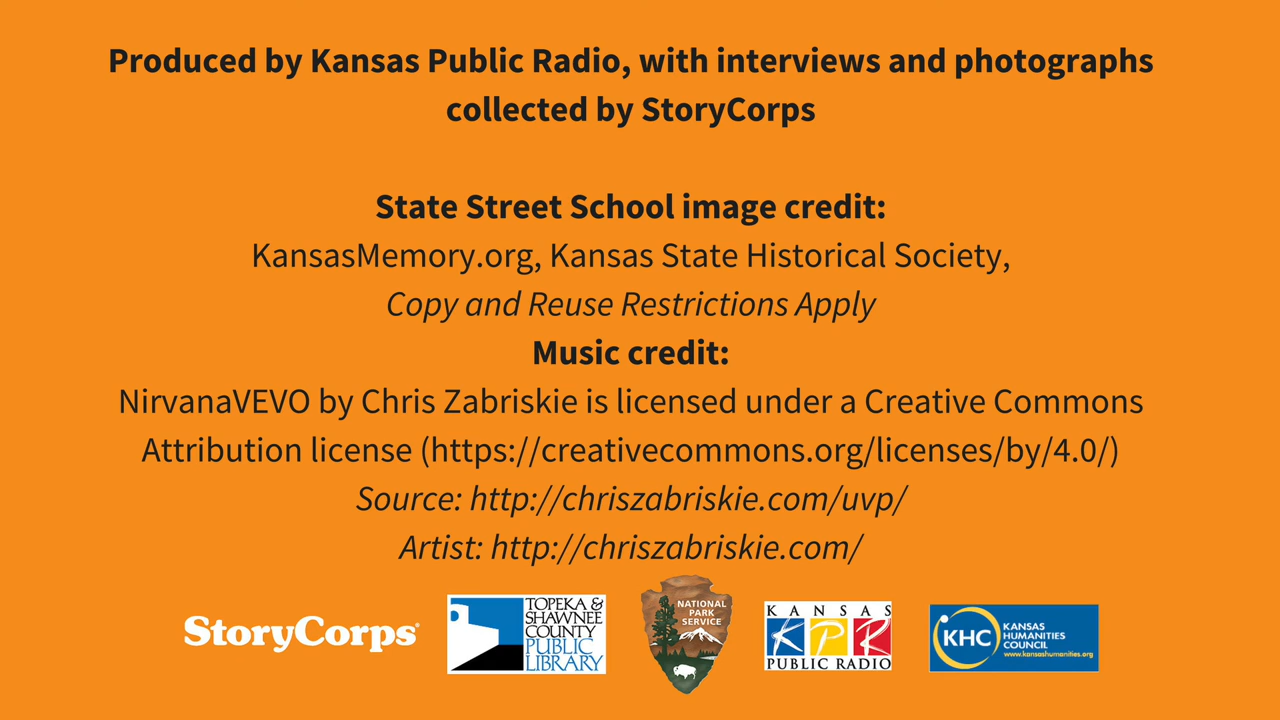 Produced by Kansas Public Radio, with interviews and photographs
collected by StoryCorps
State Street School image credit:
KansasMemory.org, Kansas State Historical Society,
Copy and Reuse Restrictions Apply
Music credit:
NirvanaVEVO by Chris Zabriskie is licensed under a Creative Commons
Attribution license (https://creativecommons.org/licenses/by/4.0/)
Source: http://chriszabriskie.com/uvp/
Artist: http://chriszabriskie.com/
StoryCorps
TOPEKA &
SHAWNEE
COUNTY
PUBLIC
LIBRARY
NATIONAL
PARK
SERVICE
KANSAS
KPR
PUBLIC RADIO
KHC
KANSAS
HUMANITIES
COUNCIL
www.kansashumanities.org